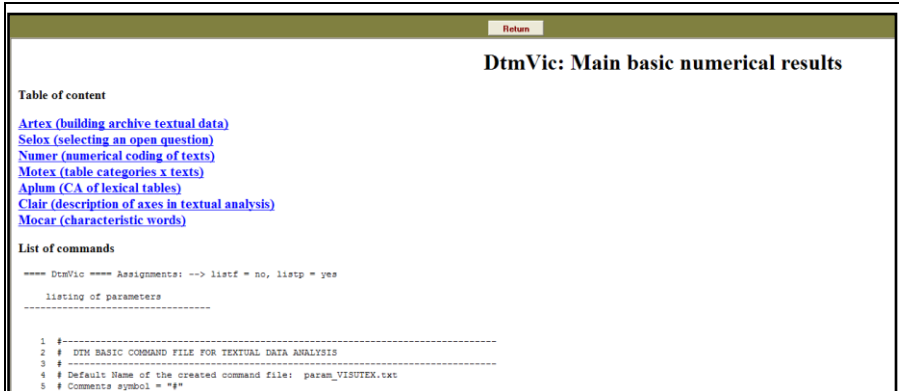 Return
DtmVic: Main basic numerical results
Table of content
Artex (building archive textual data)
Selox (selecting an open question)
Numer (numerical coding of texts)
Motex (table categories x texts)
Aplum (CA of lexical tables)
Clair (description of axes in textual analysis)
Mocar (characteristic words)
List of commands
==== DtmVic ==== Assignments: --> listf = no, listp = yes
listing of parameters
----------------------------------
1 #----------------------------------------------------------------------
2 # DTM BASIC COMMAND FILE FOR TEXTUAL DATA ANALYSIS
3 # ---------------------------------------------------------------------
4 # Default Name of the created command file: param_VISUTEX.txt
5 # Comments symbol = "#"